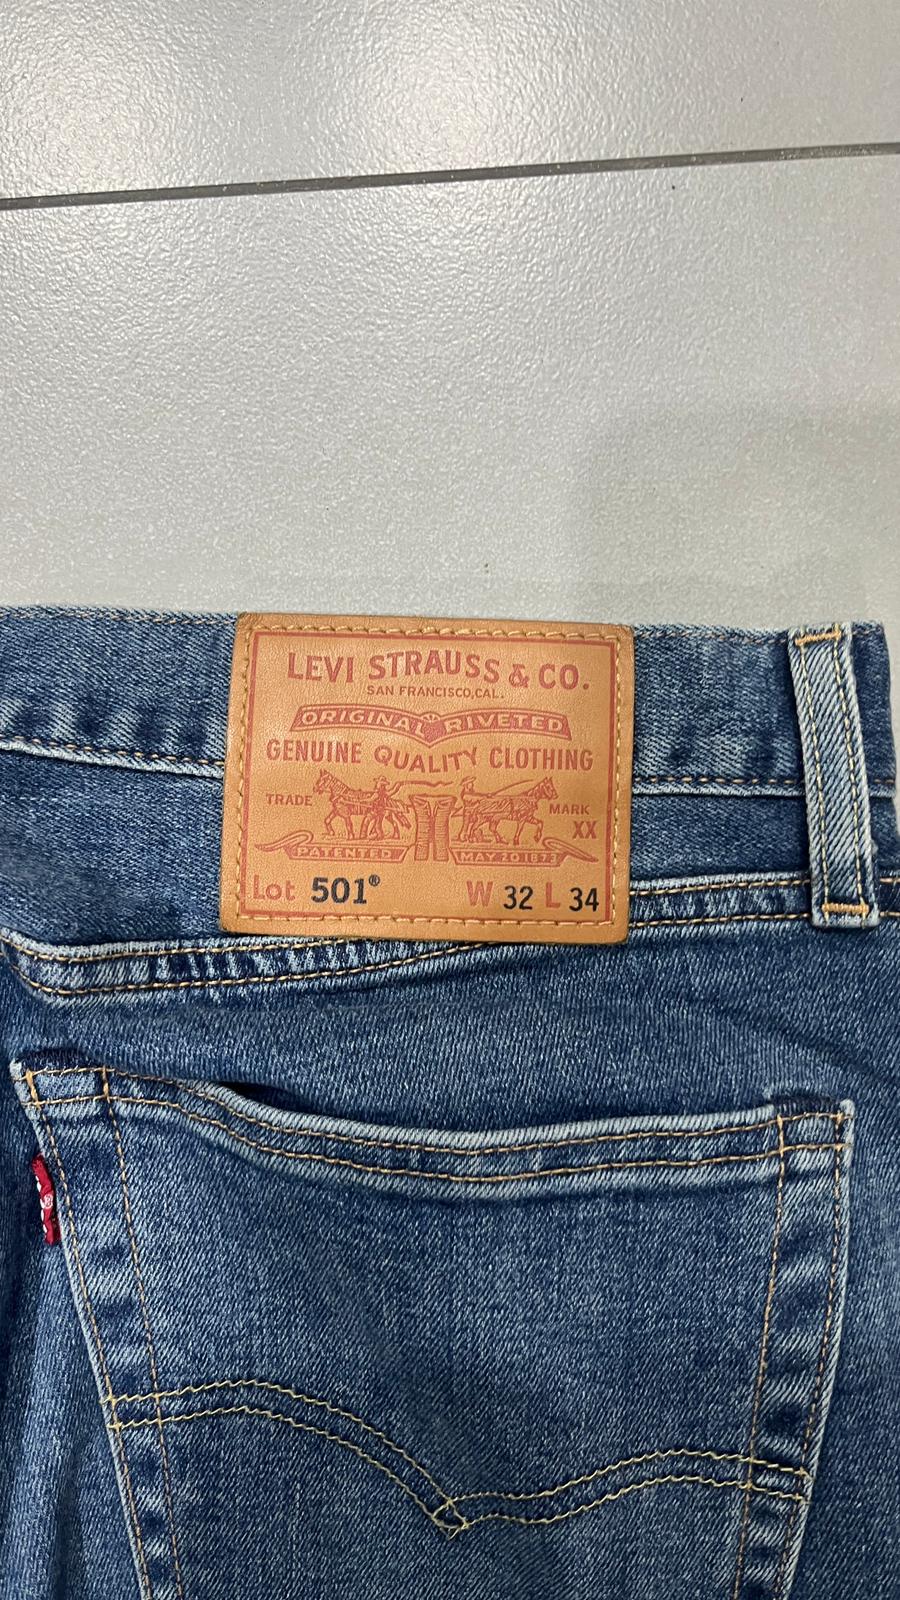 LEVI STRAUSS & CO.
SAN FRANCISCO, CAL.
ORIGINAL RIVETED
GENUINE QUALITY CLOTHING
TRADE MARK
XX
PATENTED MAY 20 1873
Lot 501® W 32 L 34